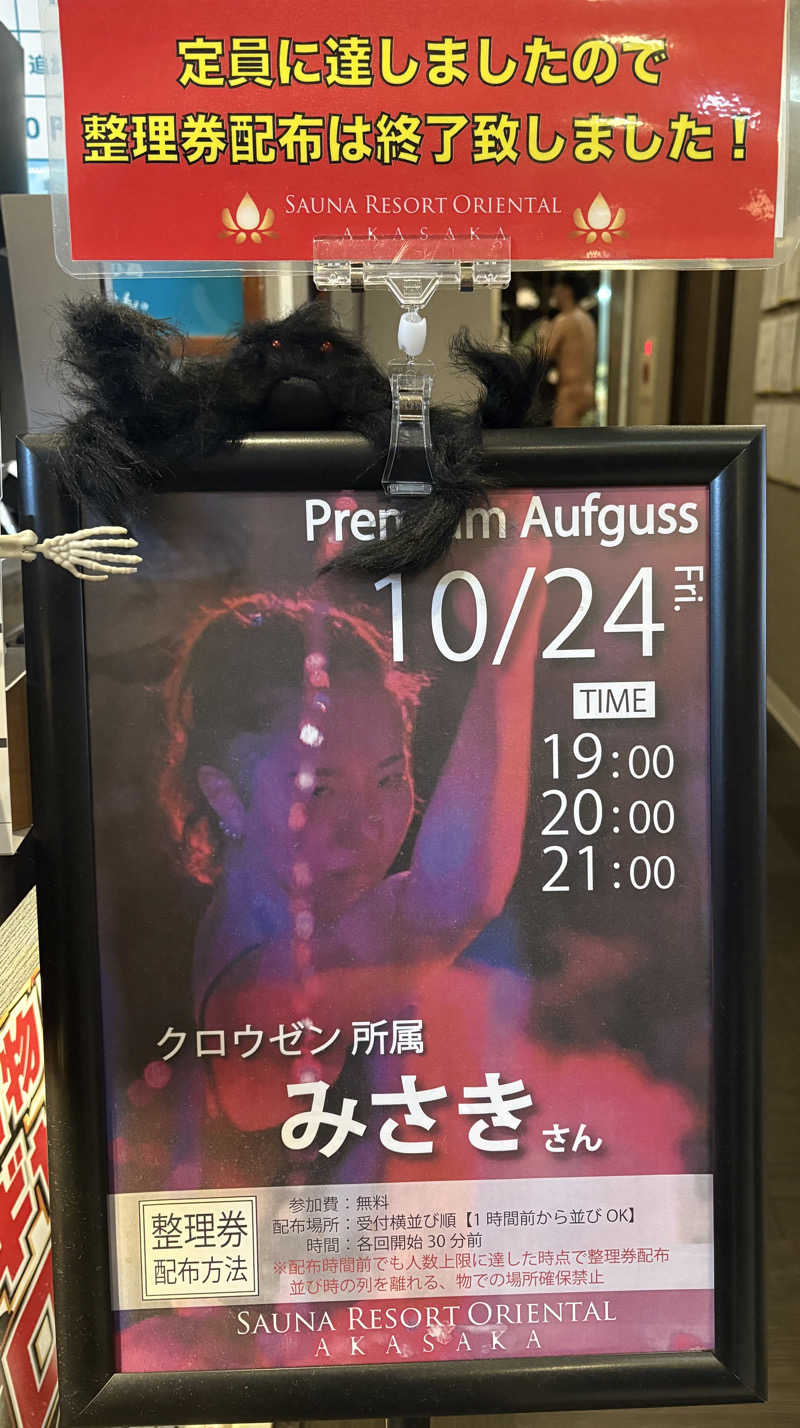 定員に達しましたので
整理券配布は終了致しました！
SAUNA RESORT ORIENTAL
AKASAKA
Premium Aufguss
10/24 Fri.
TIME
19:00
20:00
21:00
クロウゼン 所属
みさき さん
整理券
配布方法
参加費：無料
配布場所：受付横並び順【1時間前から並びOK】
時間：各回開始30分前
※配布時間前でも人数上限に達した時点で整理券配布
並び時の列を離れる、物での場所確保禁止
SAUNA RESORT ORIENTAL
AKASAKA
物